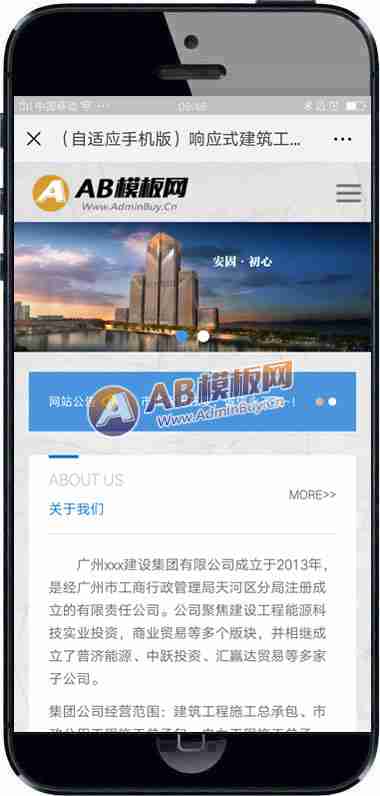 中国移动
09:46
（自适应手机版）响应式建筑工...
AB模板网
Www.AdminBuy.Cn
安固·初心
网站公告
AB模板网
Www.AdminBuy.Cn
ABOUT US
MORE>>
关于我们
广州xxx建设集团有限公司成立于2013年，
是经广州市工商行政管理局天河区分局注册成
立的有限责任公司。公司聚焦建设工程能源科
技实业投资，商业贸易等多个版块，并相继成
立了普济能源、中跃投资、汇赢达贸易等多家
子公司。
集团公司经营范围：建筑工程施工总承包、市